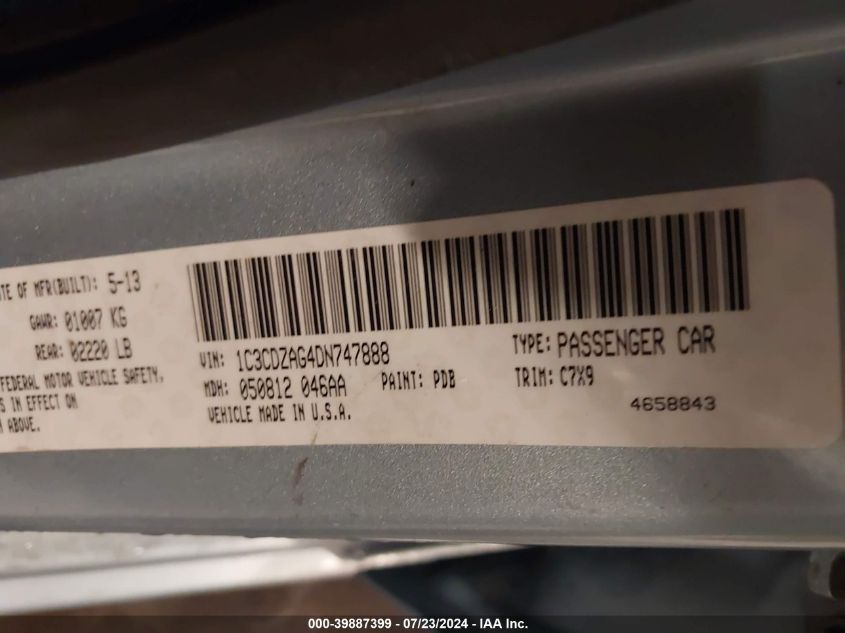 TE OF MFR(BUILT): 5-13
GAWR: 01007 KG
REAR: 02220 LB
FEDERAL MOTOR VEHICLE SAFETY,
S IN EFFECT ON
ABOVE.
VIN: 1C3CDZAG4DN747888
TYPE: PASSENGER CAR
MDH: 050812 046AA
PAINT: PDB
TRIM: C7X9
VEHICLE MADE IN U.S.A.
4658843
000-39887399 - 07/23/2024 - IAA Inc.